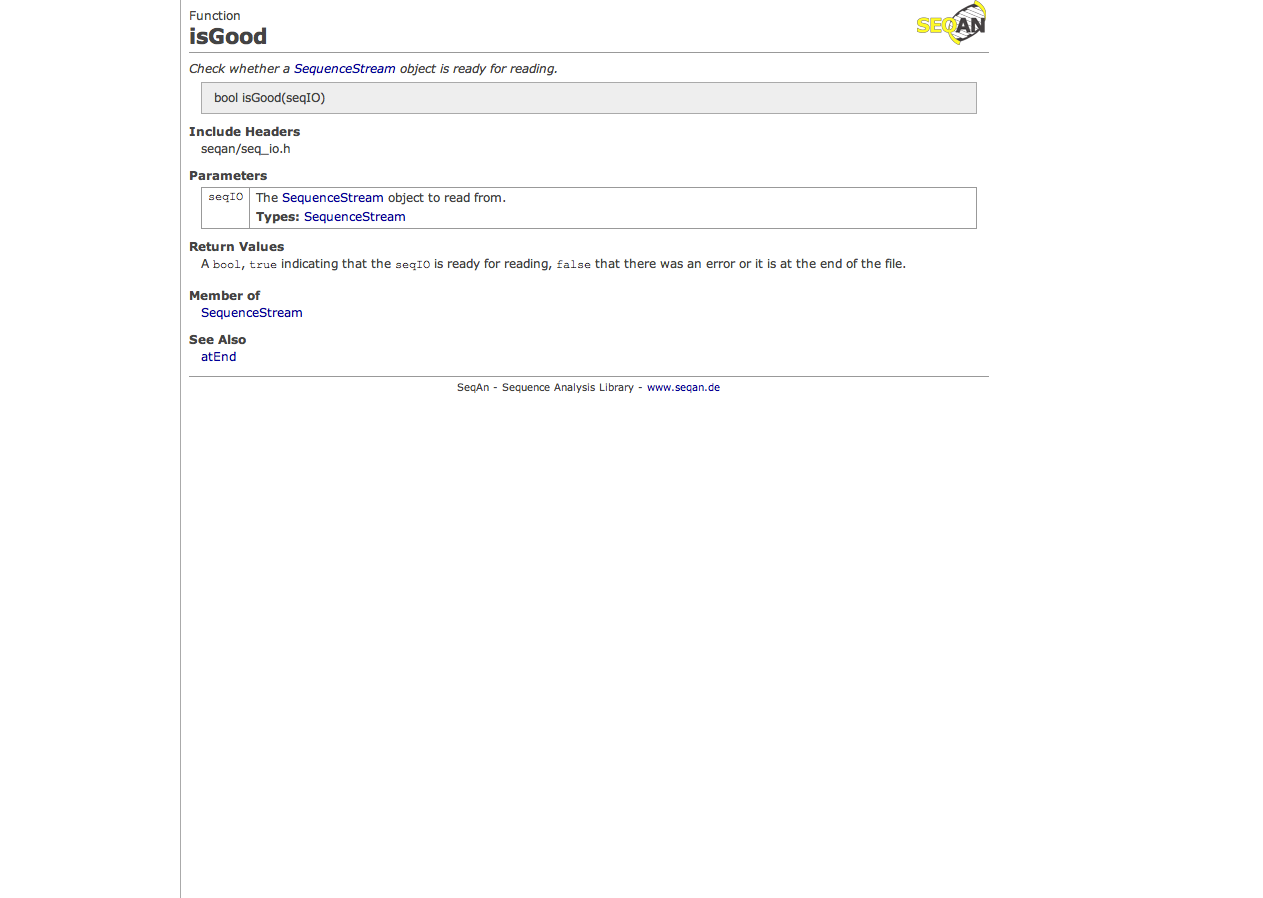 Function
SEQAN
isGood
Check whether a SequenceStream object is ready for reading.
bool isGood(seqIO)
Include Headers
seqan/seq_io.h
Parameters
seqIO The SequenceStream object to read from.
Types: SequenceStream
Return Values
A bool, true indicating that the seqIO is ready for reading, false that there was an error or it is at the end of the file.
Member of
SequenceStream
See Also
atEnd
SeqAn - Sequence Analysis Library - www.seqan.de